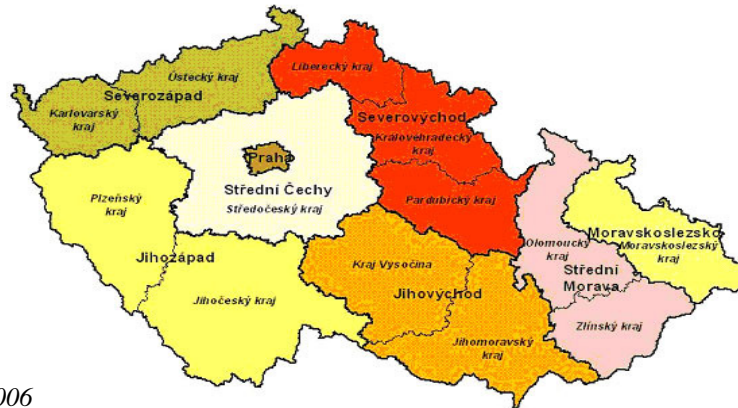 Liberecký kraj
Ústecký kraj
Severozápad
Karlovarský
kraj
Severovýchod
Královéhradecký
kraj
Praha
Střední Čechy
Středočeský kraj
Plzeňský
kraj
Pardubický kraj
Moravskoslezsko
Moravskoslezský
kraj
Olomoucký
kraj
Střední
Morava
Jihozápad
Kraj Vysočina
Jihovýchod
Jihočeský kraj
Zlínský kraj
Jihomoravský
kraj
006